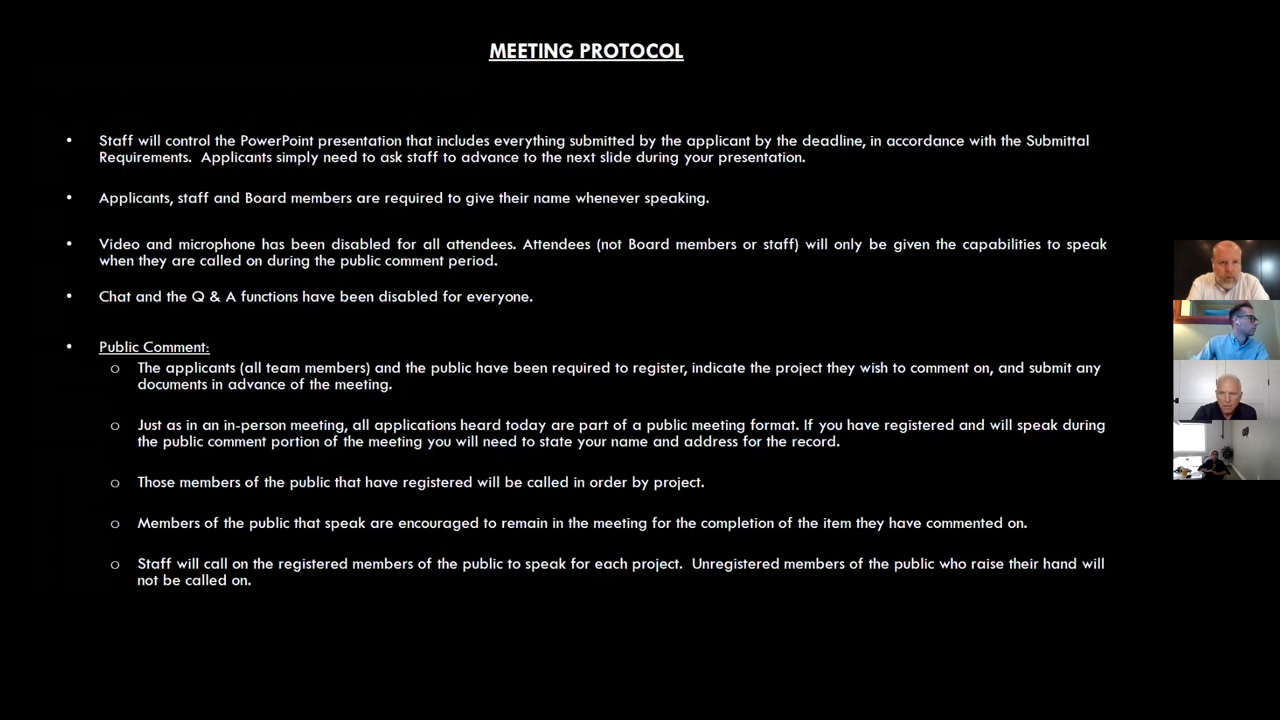 MEETING PROTOCOL
• Staff will control the PowerPoint presentation that includes everything submitted by the applicant by the deadline, in accordance with the Submittal
Requirements. Applicants simply need to ask staff to advance to the next slide during your presentation.
• Applicants, staff and Board members are required to give their name whenever speaking.
• Video and microphone has been disabled for all attendees. Attendees (not Board members or staff) will only be given the capabilities to speak
when they are called on during the public comment period.
• Chat and the Q & A functions have been disabled for everyone.
• Public Comment:
o The applicants (all team members) and the public have been required to register, indicate the project they wish to comment on, and submit any
documents in advance of the meeting.
o Just as in an in-person meeting, all applications heard today are part of a public meeting format. If you have registered and will speak during
the public comment portion of the meeting you will need to state your name and address for the record.
o Those members of the public that have registered will be called in order by project.
o Members of the public that speak are encouraged to remain in the meeting for the completion of the item they have commented on.
o Staff will call on the registered members of the public to speak for each project. Unregistered members of the public who raise their hand will
not be called on.